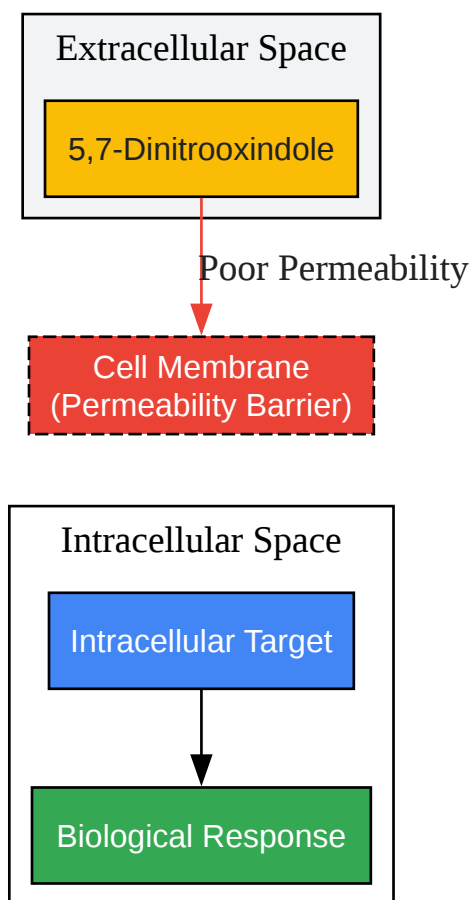 Extracellular Space
5,7-Dinitrooxindole
Poor Permeability
Cell Membrane
(Permeability Barrier)
Intracellular Space
Intracellular Target
Biological Response